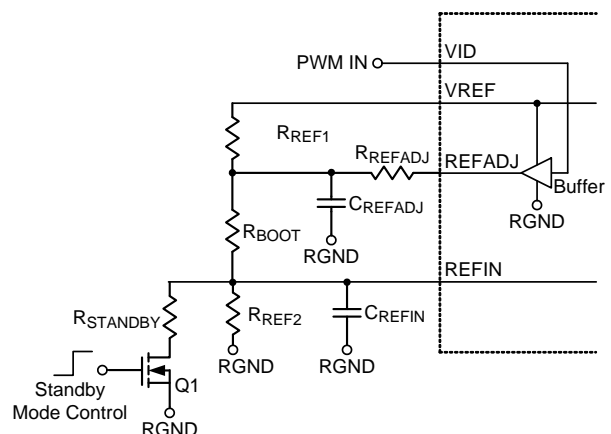 VID
PWM IN
VREF
RREF1
RREFADJ
REFADJ
Buffer
CREFADJ
RGND
RBOOT
RGND
REFIN
RSTANDBY
RREF2
CREFIN
RGND
RGND
Q1
Standby
Mode Control
RGND